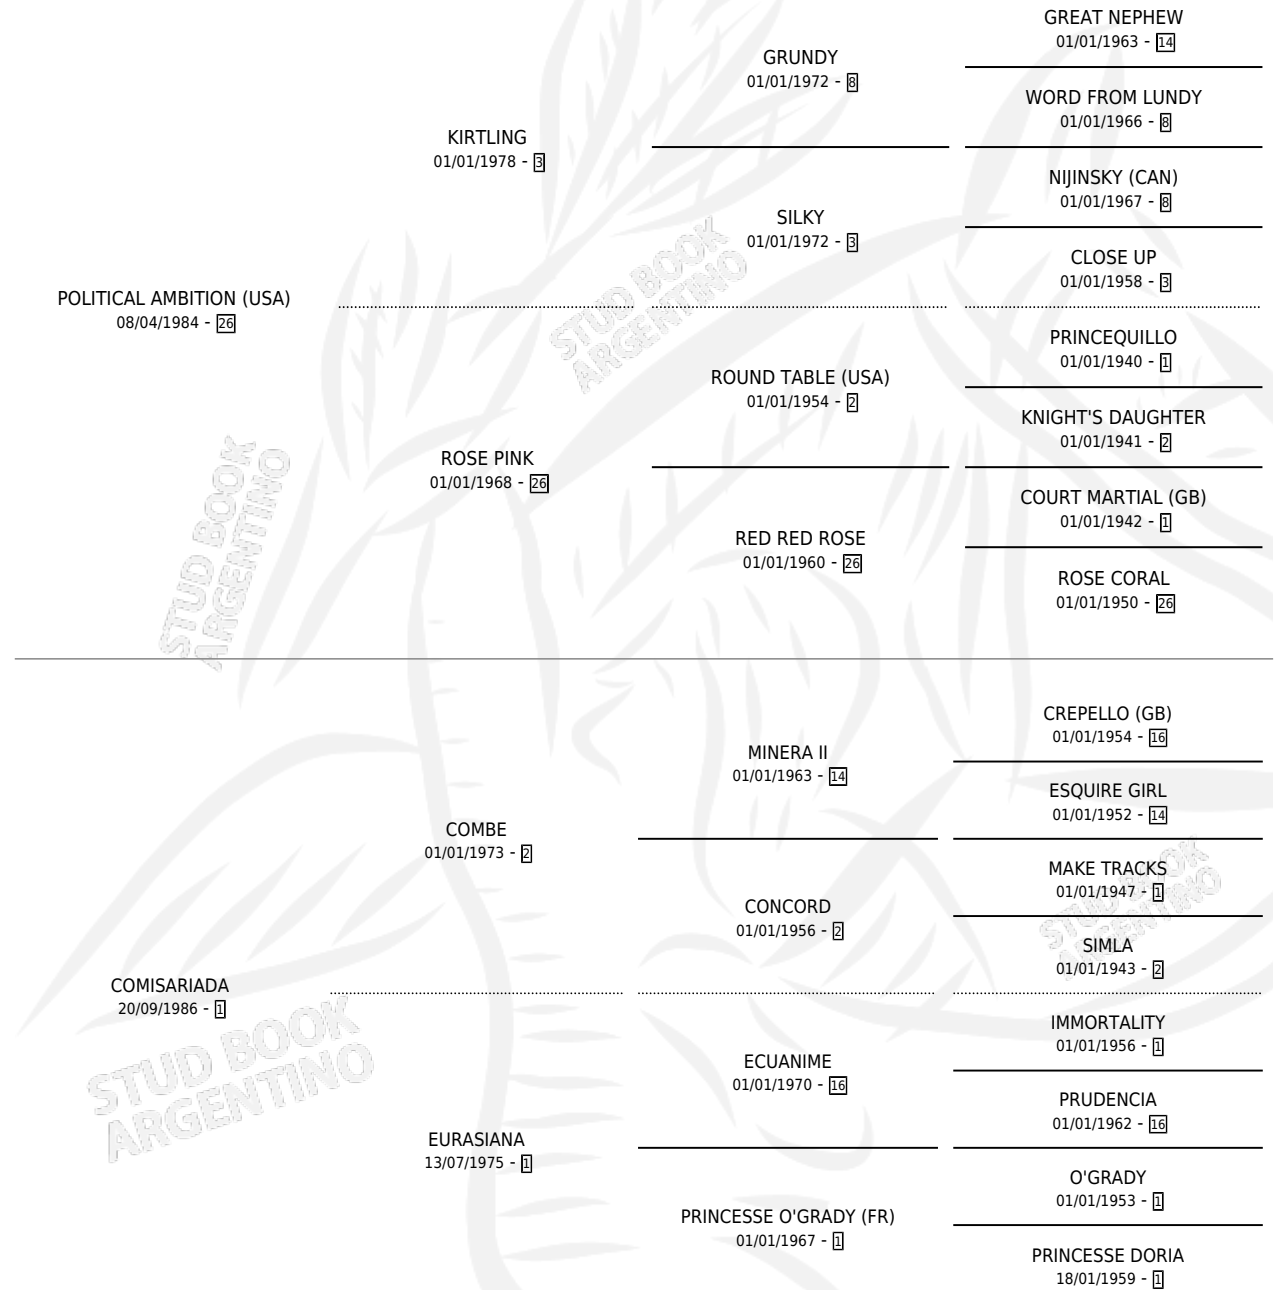 GREAT NEPHEW
01/01/1963 - 14
GRUNDY
01/01/1972 - 8
WORD FROM LUNDY
01/01/1966 - 8
KIRTLING
01/01/1978 - 3
NIJINSKY (CAN)
01/01/1967 - 8
SILKY
01/01/1972 - 3
CLOSE UP
01/01/1958 - 3
POLITICAL AMBITION (USA)
08/04/1984 - 26
PRINCEQUILLO
01/01/1940 - 1
ROUND TABLE (USA)
01/01/1954 - 2
KNIGHT'S DAUGHTER
01/01/1941 - 2
ROSE PINK
01/01/1968 - 26
COURT MARTIAL (GB)
01/01/1942 - 1
RED RED ROSE
01/01/1960 - 26
ROSE CORAL
01/01/1950 - 26
CREPELLO (GB)
01/01/1954 - 16
MINERA II
01/01/1963 - 14
ESQUIRE GIRL
01/01/1952 - 14
COMBE
01/01/1973 - 2
MAKE TRACKS
01/01/1947 - 1
CONCORD
01/01/1956 - 2
SIMLA
01/01/1943 - 2
COMISARIADA
20/09/1986 - 1
IMMORTALITY
01/01/1956 - 1
ECUANIME
01/01/1970 - 16
PRUDENCIA
01/01/1962 - 16
EURASIANA
13/07/1975 - 1
O'GRADY
01/01/1953 - 1
PRINCESSE O'GRADY (FR)
01/01/1967 - 1
PRINCESSE DORIA
18/01/1959 - 1
STUD BOOK
ARGENTINO
STUD BOOK
ARGENTINO
STUD BOOK
ARGENTINO
STUD BOOK
ARGENTINO